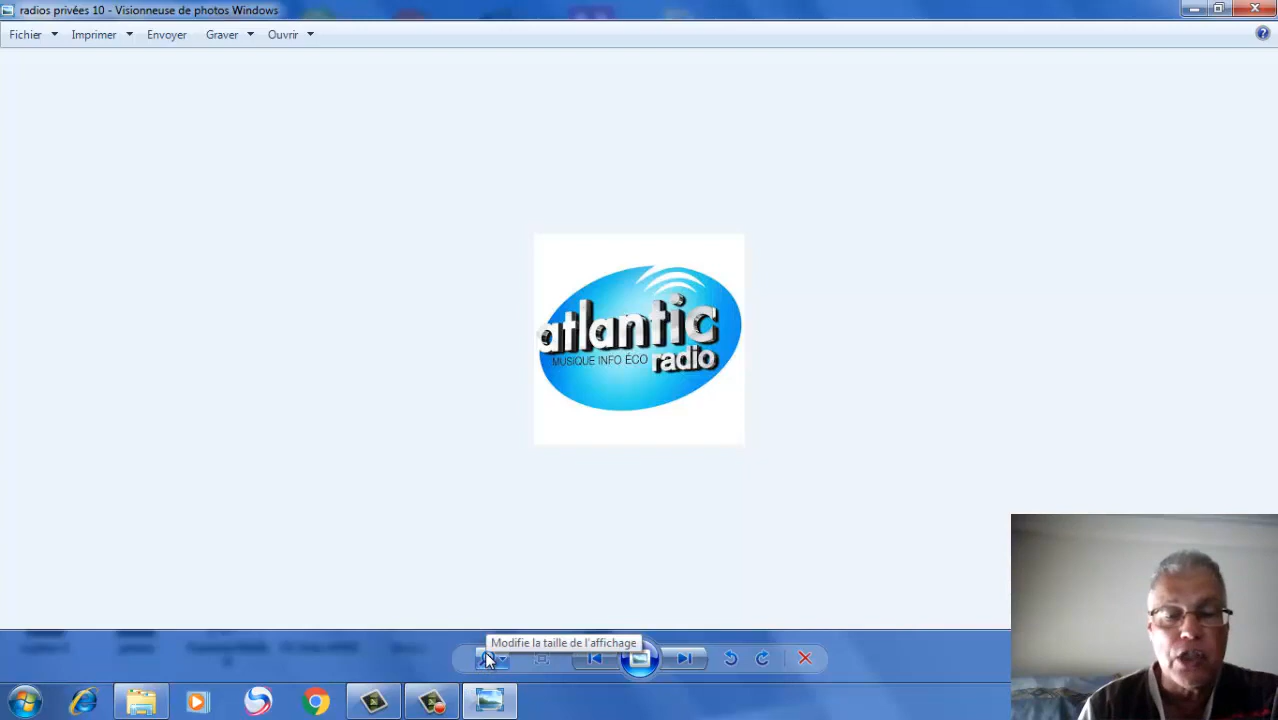 radios privées 10 - Visionneuse de photos Windows
Fichier Imprimer Envoyer Graver Ouvrir
atlantic
MUSIQUE INFO ÉCO radio
Modifie la taille de l'affichage